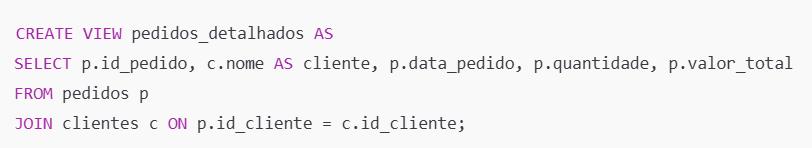 CREATE VIEW pedidos_detalhados AS
SELECT p.id_pedido, c.nome AS cliente, p.data_pedido, p.quantidade, p.valor_total
FROM pedidos p
JOIN clientes c ON p.id_cliente = c.id_cliente;